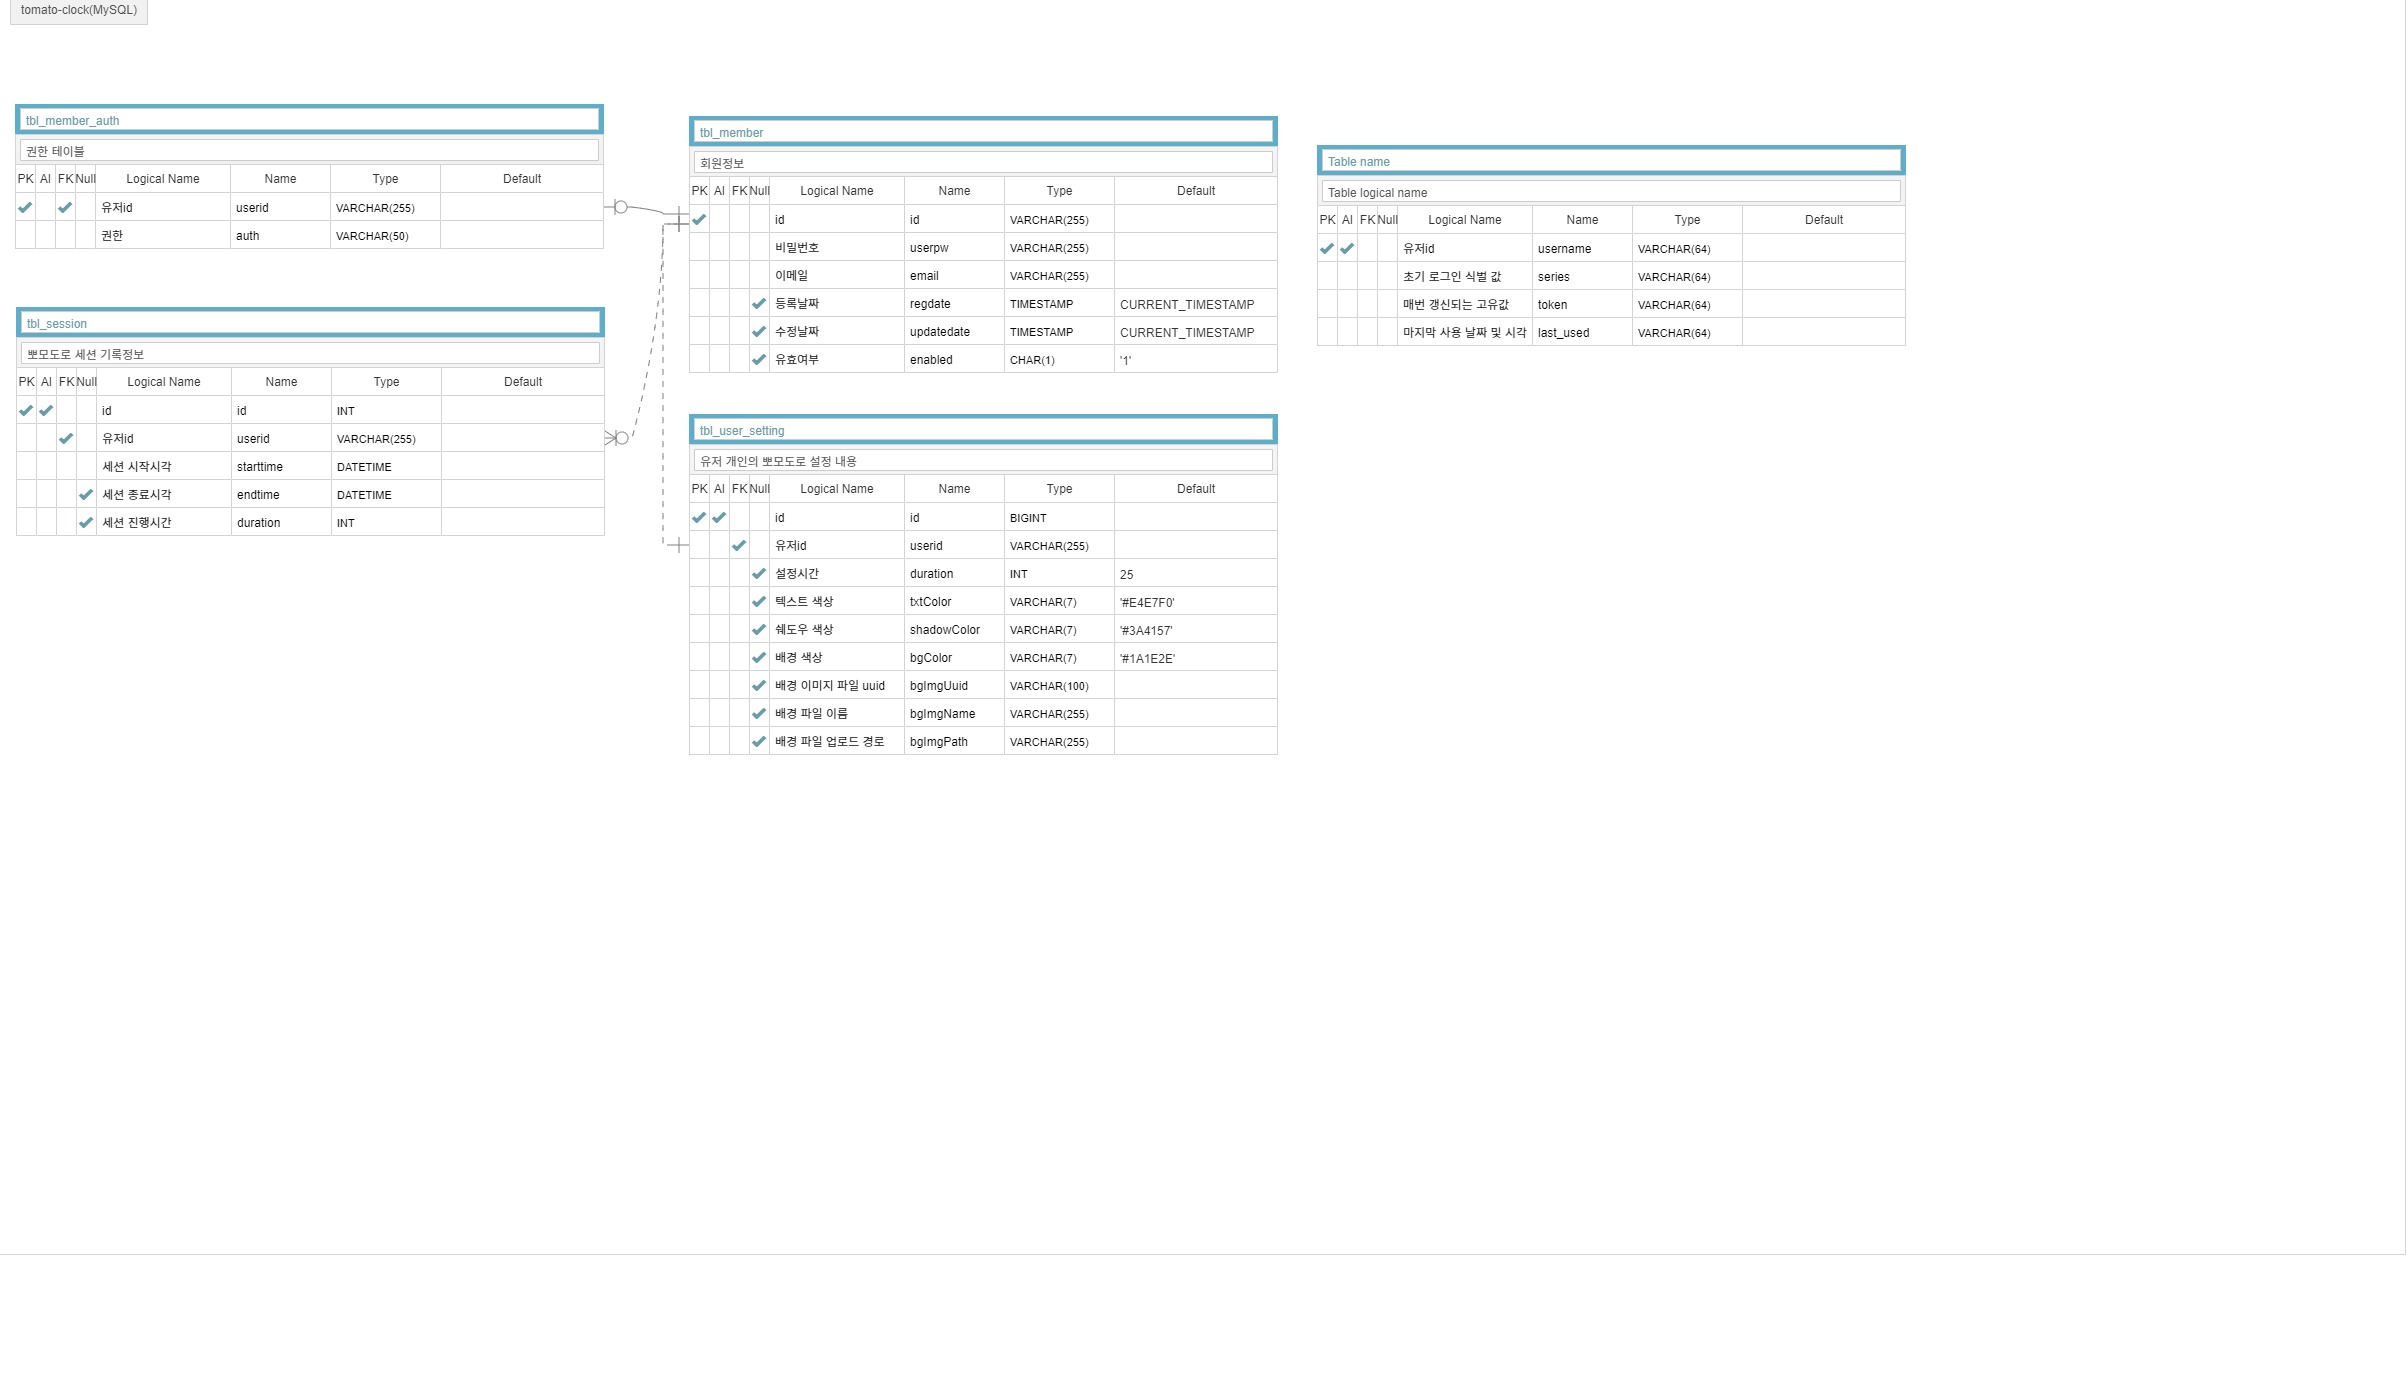 tomato-clock(MySQL)
tbl_member_auth
권한 테이블
PK AI FK Null Logical Name Name Type Default
유저id userid VARCHAR(255)
권한 auth VARCHAR(50)
tbl_session
뽀모도로 세션 기록정보
PK AI FK Null Logical Name Name Type Default
id id INT
유저id userid VARCHAR(255)
세션 시작시각 starttime DATETIME
세션 종료시각 endtime DATETIME
세션 진행시간 duration INT
tbl_member
회원정보
PK AI FK Null Logical Name Name Type Default
id id VARCHAR(255)
비밀번호 userpw VARCHAR(255)
이메일 email VARCHAR(255)
등록날짜 regdate TIMESTAMP CURRENT_TIMESTAMP
수정날짜 updatedate TIMESTAMP CURRENT_TIMESTAMP
유효여부 enabled CHAR(1) '1'
tbl_user_setting
유저 개인의 뽀모도로 설정 내용
PK AI FK Null Logical Name Name Type Default
id id BIGINT
유저id userid VARCHAR(255)
설정시간 duration INT 25
텍스트 색상 txtColor VARCHAR(7) '#E4E7F0'
쉐도우 색상 shadowColor VARCHAR(7) '#3A4157'
배경 색상 bgColor VARCHAR(7) '#1A1E2E'
배경 이미지 파일 uuid bgImgUuid VARCHAR(100)
배경 파일 이름 bgImgName VARCHAR(255)
배경 파일 업로드 경로 bgImgPath VARCHAR(255)
Table name
Table logical name
PK AI FK Null Logical Name Name Type Default
유저id username VARCHAR(64)
초기 로그인 식별 값 series VARCHAR(64)
매번 갱신되는 고유값 token VARCHAR(64)
마지막 사용 날짜 및 시각 last_used VARCHAR(64)